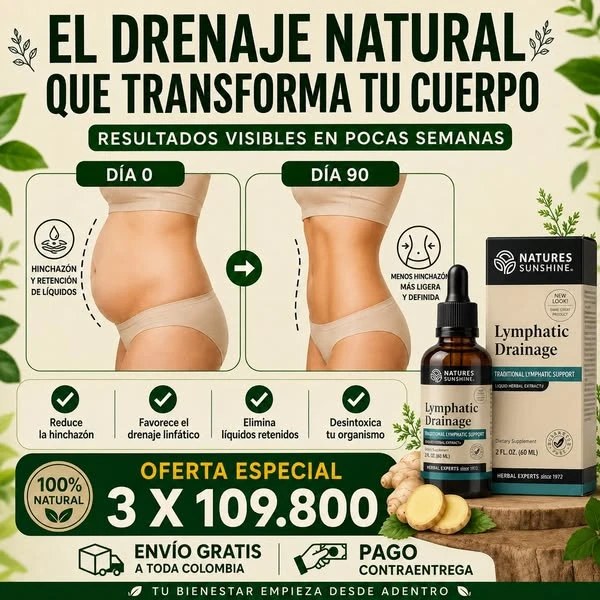 EL DRENAJE NATURAL
QUE TRANSFORMA TU CUERPO
RESULTADOS VISIBLES EN POCAS SEMANAS
DÍA 0
DÍA 90
HINCHAZÓN
Y RETENCIÓN
DE LÍQUIDOS
MENOS HINCHAZÓN
MÁS LIGERA
Y DEFINIDA
NATURES
SUNSHINE
NEW
LOOK!
Lymphatic
Drainage
TRADITIONAL LYMPHATIC SUPPORT
LIQUID HERBAL EXTRACT
Dietary Supplement
2 FL. OZ. (60 ML)
HERBAL EXPERTS since 1972
NATURES
SUNSHINE
Lymphatic
Drainage
TRADITIONAL LYMPHATIC SUPPORT
2 FL. OZ. (60 ML)
HERBAL EXPERTS since 1972
Reduce
la hinchazón
Favorece el
drenaje linfático
Elimina
líquidos retenidos
Desintoxica
tu organismo
100%
NATURAL
OFERTA ESPECIAL
3 X 109.800
ENVÍO GRATIS
A TODA COLOMBIA
PAGO
CONTRAENTREGA
TU BIENESTAR EMPIEZA DESDE ADENTRO